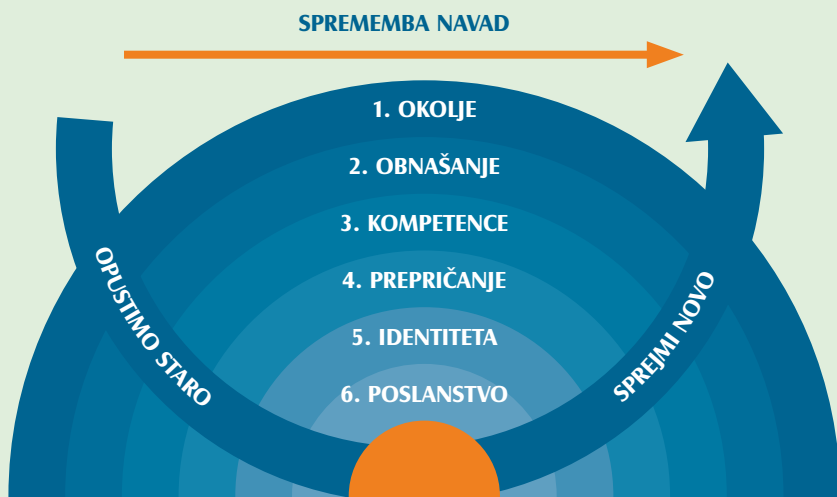 SPREMEMBA NAVAD
1. OKOLJE
2. OBNAŠANJE
3. KOMPETENCE
4. PREPRIČANJE
5. IDENTITETA
6. POSLANSTVO
OPUSTIMO STARO
SPREJMI NOVO